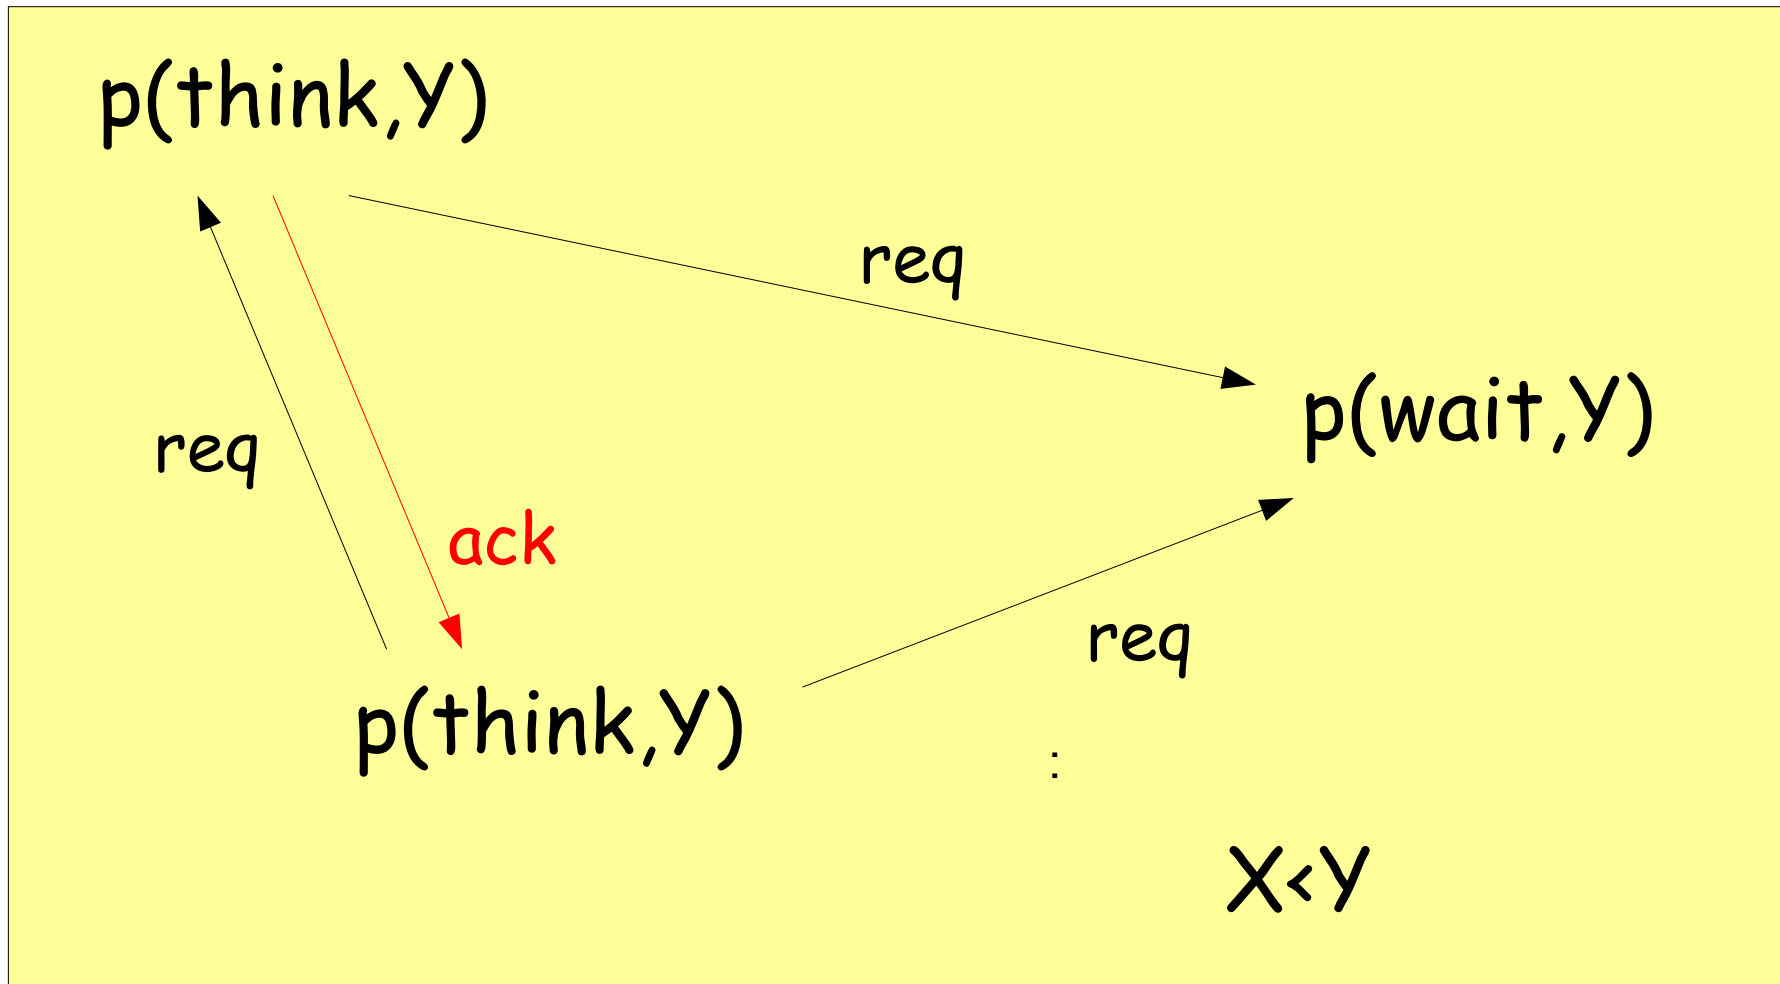 p(think,Y)
req
p(wait,Y)
req
ack
req
p(think,Y)
:
X<Y